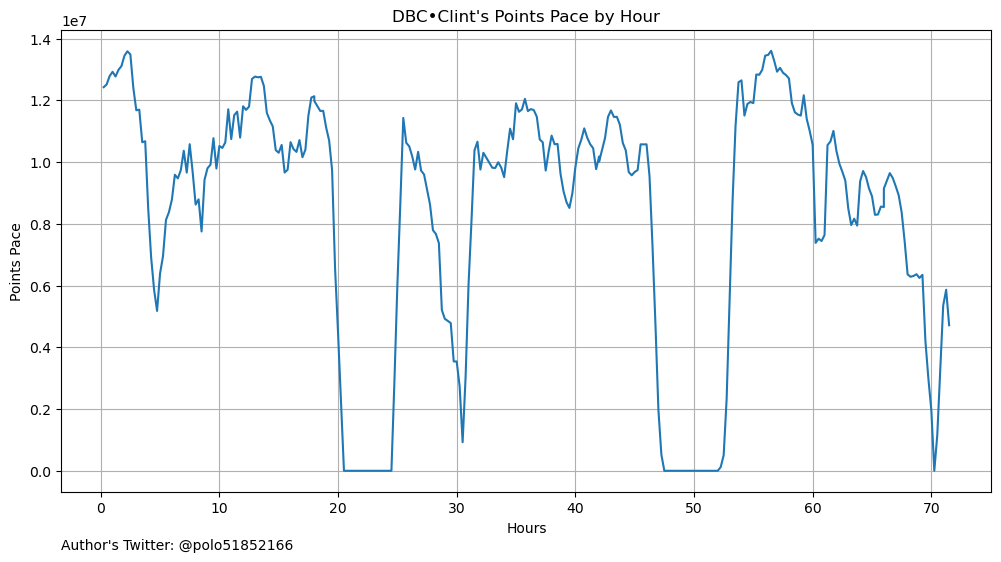 DBC•Clint's Points Pace by Hour
1e7
1.4
1.2
1.0
0.8
0.6
0.4
0.2
0.0
Points Pace
0 10 20 30 40 50 60 70
Hours
Author's Twitter: @polo51852166